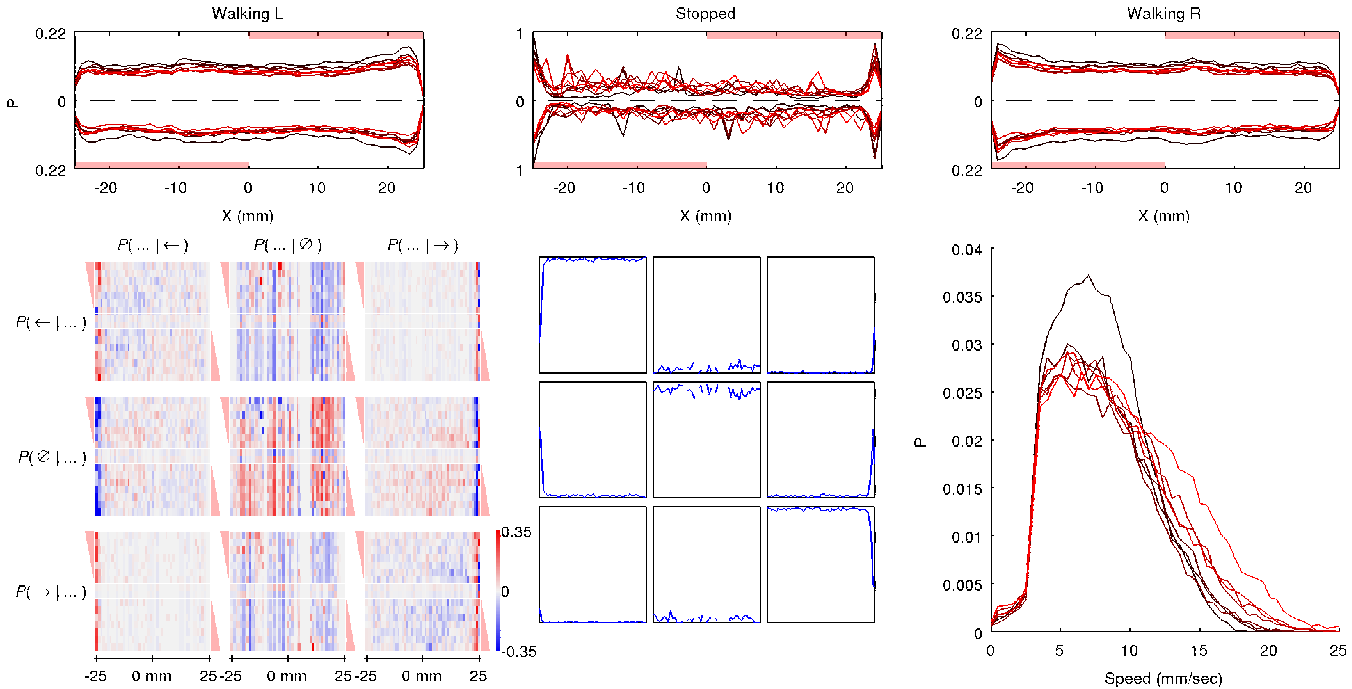 Walking L
Stopped
Walking R
0.22
0
0.22
P
-20 -10 0 10 20
X (mm)
1
0
1
-20 -10 0 10 20
X (mm)
0.22
0
0.22
-20 -10 0 10 20
X (mm)
P( ... | ← )
P( ... | ∅ )
P( ... | → )
P( ← | ... )
P( ∅ | ... )
P( → | ... )
0.35
0
-0.35
-25 0 mm 25
-25 0 mm 25
-25 0 mm 25
0.04
0.035
0.03
0.025
0.02
0.015
0.01
0.005
0
P
0 5 10 15 20 25
Speed (mm/sec)